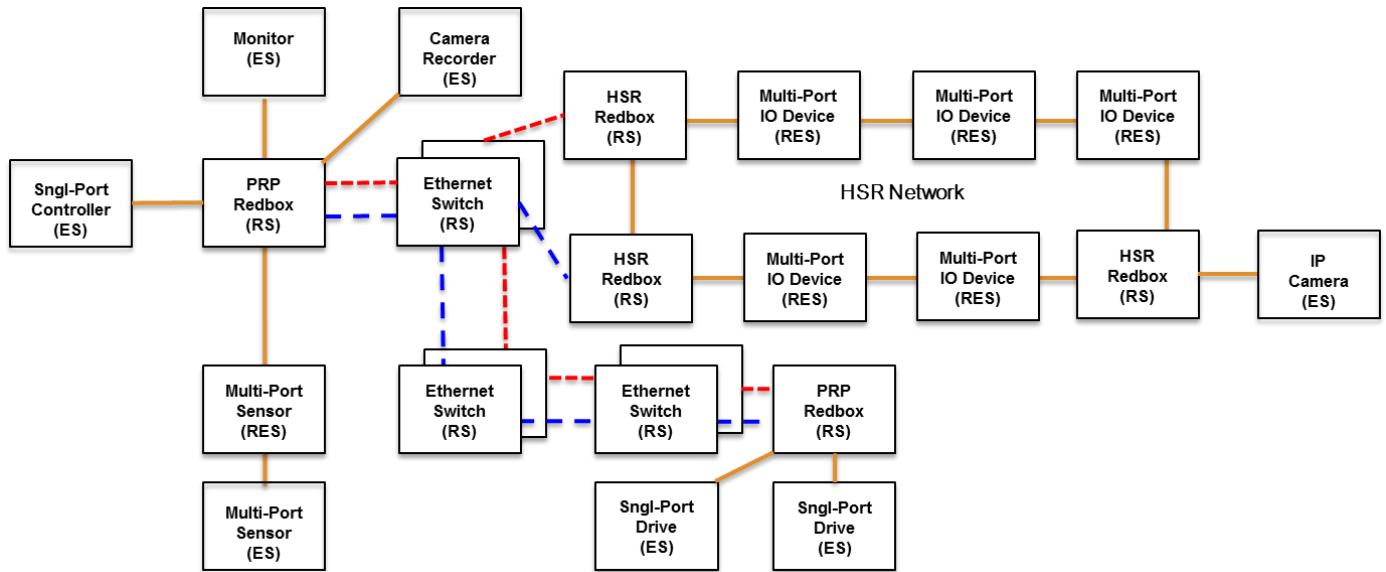 Monitor
(ES)
Camera
Recorder
(ES)
HSR
Redbox
(RS)
Multi-Port
IO Device
(RES)
Multi-Port
IO Device
(RES)
Multi-Port
IO Device
(RES)
Sngl-Port
Controller
(ES)
PRP
Redbox
(RS)
Ethernet
Switch
(RS)
HSR Network
HSR
Redbox
(RS)
Multi-Port
IO Device
(RES)
Multi-Port
IO Device
(RES)
HSR
Redbox
(RS)
IP
Camera
(ES)
Multi-Port
Sensor
(RES)
Ethernet
Switch
(RS)
Ethernet
Switch
(RS)
PRP
Redbox
(RS)
Multi-Port
Sensor
(ES)
Sngl-Port
Drive
(ES)
Sngl-Port
Drive
(ES)